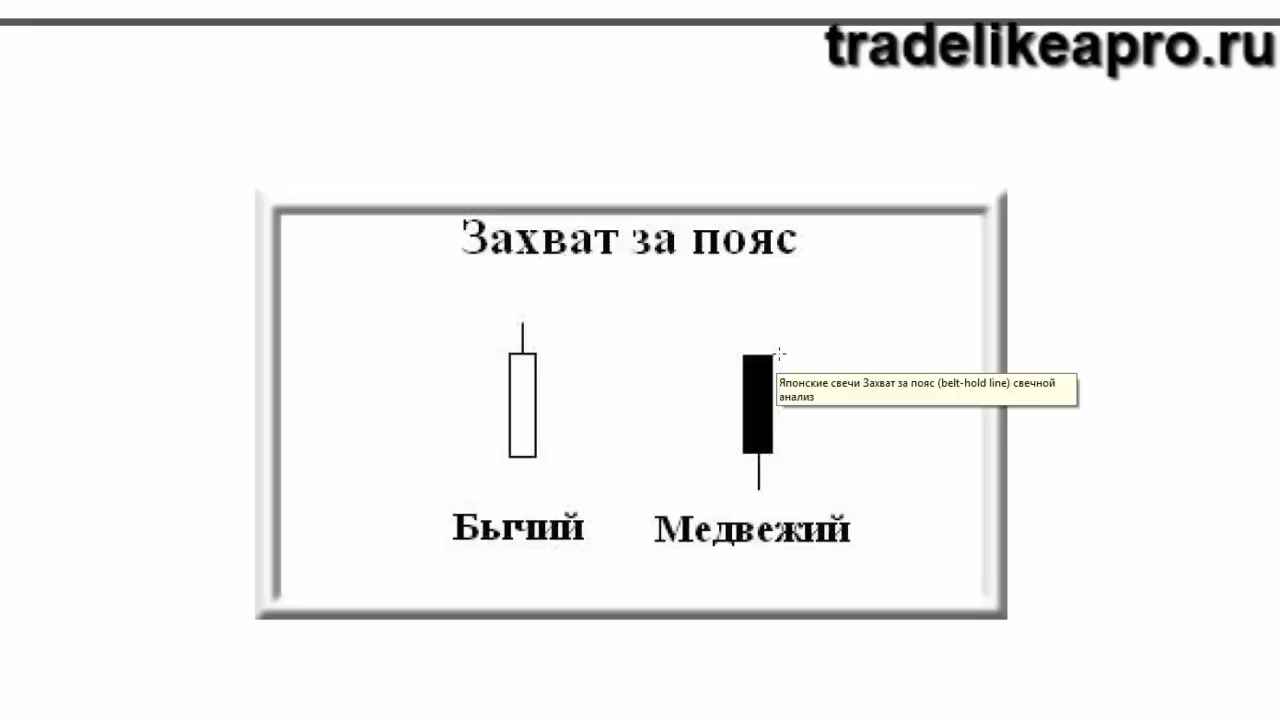 tradelikeapro.ru
Захват за пояс
Японские свечи Захват за пояс (belt-hold line) свечной
анализ
Бычий
Медвежий